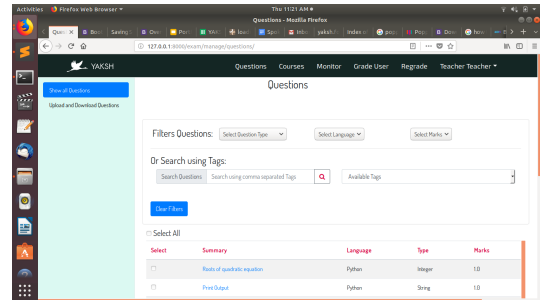 Activities Firefox Web Browser ▾ Thu 11:21 AM ●
Questions - Mozilla Firefox
Quest X Saving
127.0.0.1:8000/exam/manage/questions/
YAKSH Questions Courses Monitor Grade User Regrade Teacher Teacher
Show all Questions
Upload and Download Questions
Questions
Filters Questions: Select Question Type Select Language Select Marks
Or Search using Tags:
Search Questions Search using comma separated Tags Available Tags
Clear Filters
Select All
Select Summary Language Type Marks
Roots of quadratic equation Python Integer 1.0
Print Output Python String 1.0